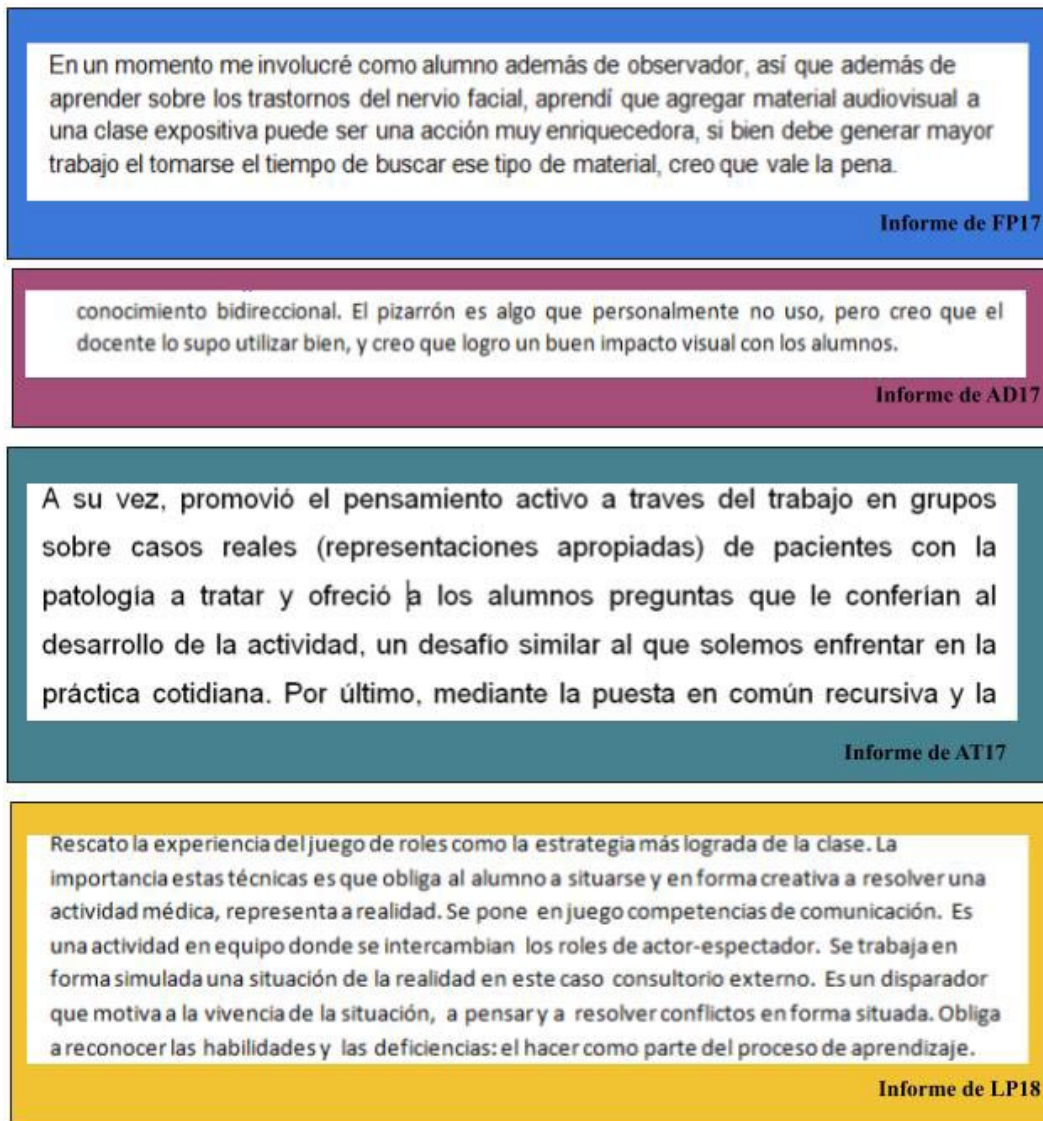 En un momento me involucré como alumno además de observador, así que además de
aprender sobre los trastornos del nervio facial, aprendí que agregar material audiovisual a
una clase expositiva puede ser una acción muy enriquecedora, si bien debe generar mayor
trabajo el tomarse el tiempo de buscar ese tipo de material, creo que vale la pena.
Informe de FP17
conocimiento bidireccional. El pizarrón es algo que personalmente no uso, pero creo que el
docente lo supo utilizar bien, y creo que logro un buen impacto visual con los alumnos.
Informe de AD17
A su vez, promovió el pensamiento activo a traves del trabajo en grupos
sobre casos reales (representaciones apropiadas) de pacientes con la
patología a tratar y ofreció a los alumnos preguntas que le conferían al
desarrollo de la actividad, un desafío similar al que solemos enfrentar en la
práctica cotidiana. Por último, mediante la puesta en común recursiva y la
Informe de AT17
Rescato la experiencia del juego de roles como la estrategia más lograda de la clase. La
importancia estas técnicas es que obliga al alumno a situarse y en forma creativa a resolver una
actividad médica, representa a realidad. Se pone en juego competencias de comunicación. Es
una actividad en equipo donde se intercambian los roles de actor-espectador. Se trabaja en
forma simulada una situación de la realidad en este caso consultorio externo. Es un disparador
que motiva a la vivencia de la situación, a pensar y a resolver conflictos en forma situada. Obliga
a reconocer las habilidades y las deficiencias: el hacer como parte del proceso de aprendizaje.
Informe de LP18